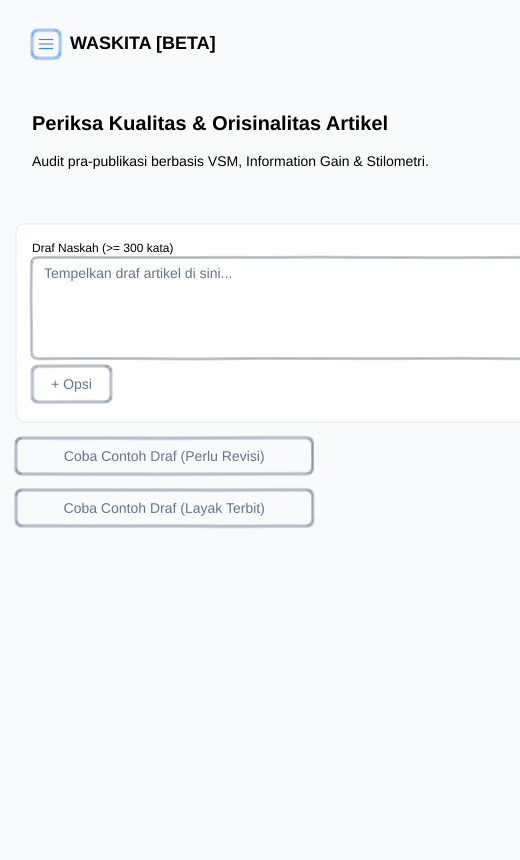 WASKITA [BETA]
Periksa Kualitas & Orisinalitas Artikel
Audit pra-publikasi berbasis VSM, Information Gain & Stilometri.
Draf Naskah (>= 300 kata)
Tempelkan draf artikel di sini...
+ Opsi
Coba Contoh Draf (Perlu Revisi)
Coba Contoh Draf (Layak Terbit)